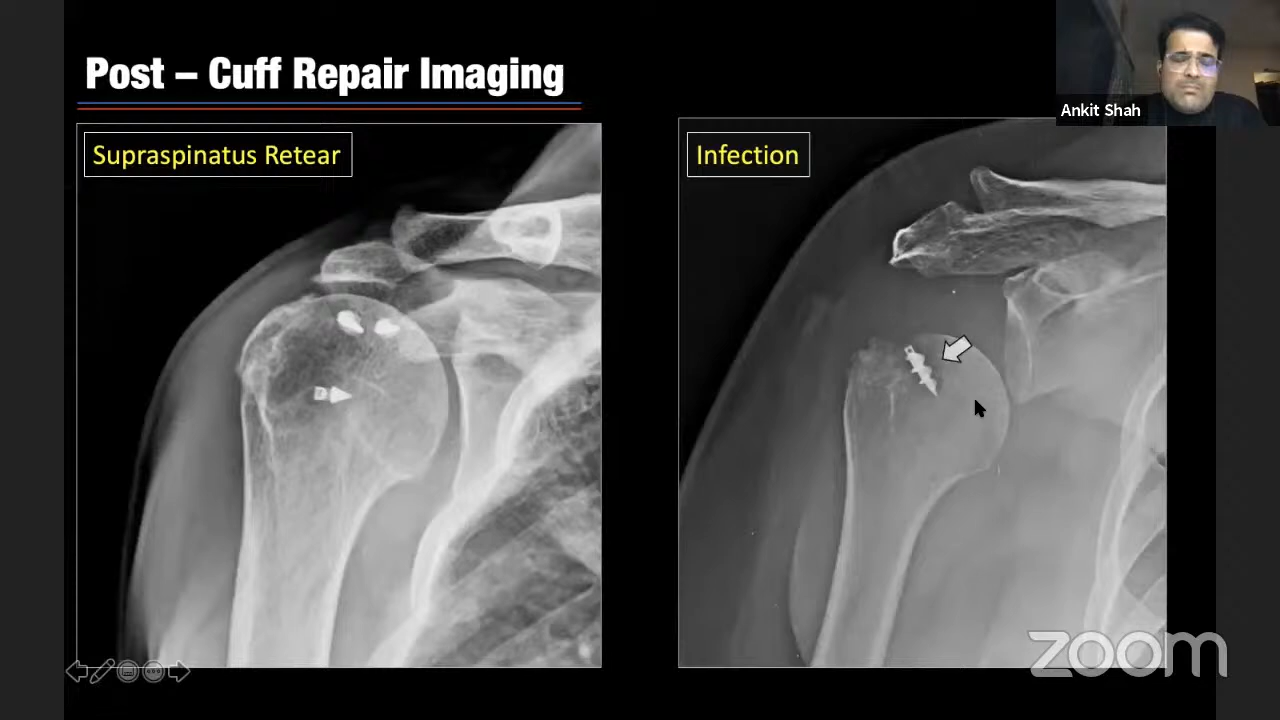 Post – Cuff Repair Imaging
Ankit Shah
Supraspinatus Retear
Infection
zoom